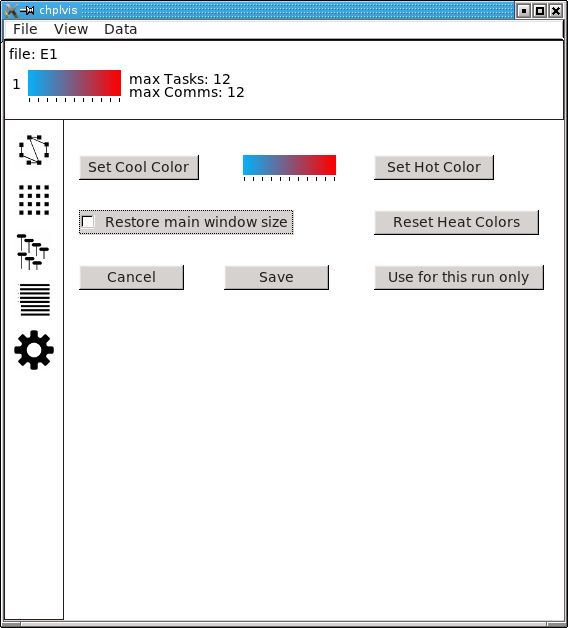 chplvis
File View Data
file: E1
1
max Tasks: 12
max Comms: 12
Set Cool Color
Set Hot Color
Restore main window size
Reset Heat Colors
Cancel
Save
Use for this run only